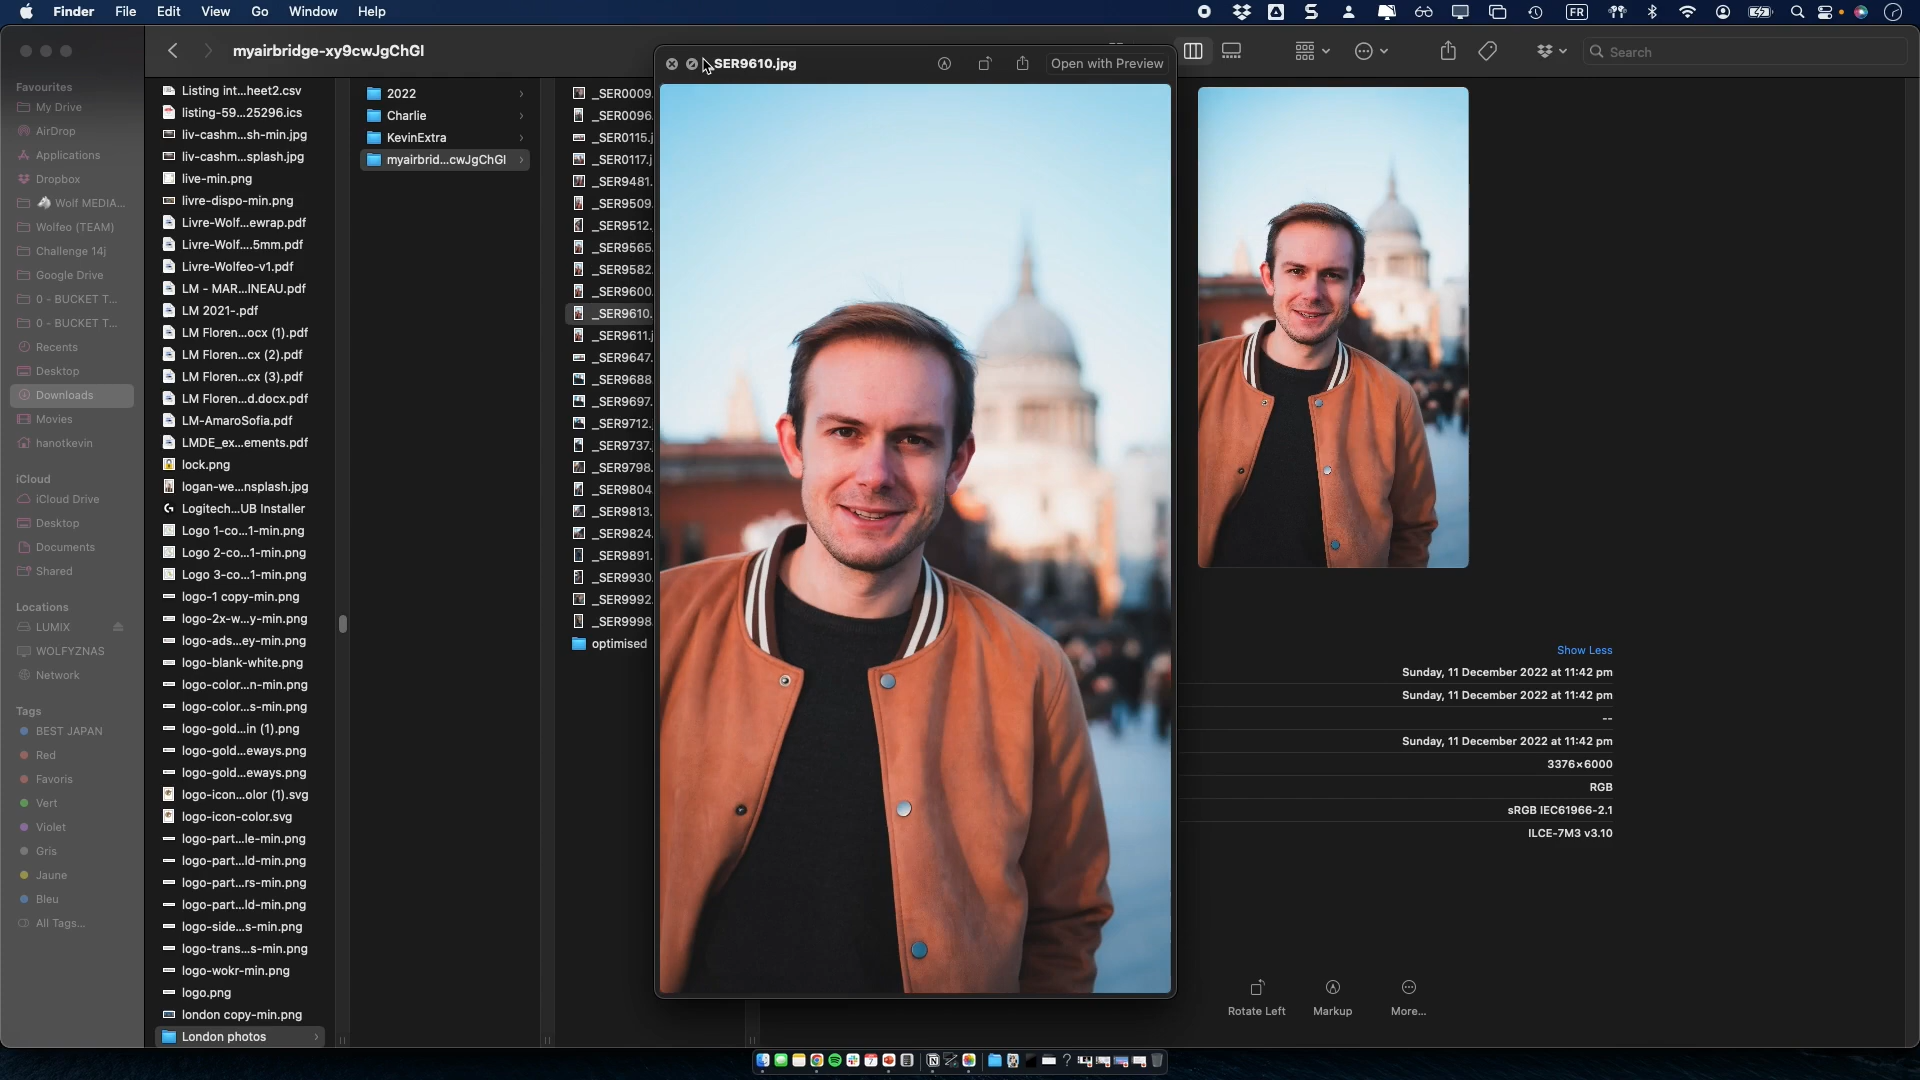 Finder File Edit View Go Window Help
FR
myairbridge-xy9cwJgChGl
Search
Favourites
My Drive
AirDrop
Applications
Dropbox
Wolf MEDIA...
Wolfeo (TEAM)
Challenge 14j
Google Drive
0 - BUCKET T...
0 - BUCKET T...
Recents
Desktop
Downloads
Movies
hanotkevin
iCloud
iCloud Drive
Desktop
Documents
Shared
Locations
LUMIX
WOLFYZNAS
Network
Tags
BEST JAPAN
Red
Favoris
Vert
Violet
Gris
Jaune
Bleu
All Tags...
Listing int...heet2.csv
listing-59...25296.ics
liv-cashm...sh-min.jpg
liv-cashm...splash.jpg
live-min.png
livre-dispo-min.png
Livre-Wolf...ewrap.pdf
Livre-Wolf....5mm.pdf
Livre-Wolfeo-v1.pdf
LM - MAR...INEAU.pdf
LM 2021-.pdf
LM Floren...ocx (1).pdf
LM Floren...cx (2).pdf
LM Floren...cx (3).pdf
LM Floren...d.docx.pdf
LM-AmaroSofia.pdf
LMDE_ex...ements.pdf
lock.png
logan-we...nsplash.jpg
Logitech...UB Installer
Logo 1-co...1-min.png
Logo 2-co...1-min.png
Logo 3-co...1-min.png
logo-1 copy-min.png
logo-2x-w...y-min.png
logo-ads...ey-min.png
logo-blank-white.png
logo-color...n-min.png
logo-color...s-min.png
logo-gold...in (1).png
logo-gold...eways.png
logo-gold...eways.png
logo-icon...olor (1).svg
logo-icon-color.svg
logo-part...le-min.png
logo-part...ld-min.png
logo-part...rs-min.png
logo-part...ld-min.png
logo-side...s-min.png
logo-trans...s-min.png
logo-wokr-min.png
logo.png
london copy-min.png
London photos
2022
Charlie
KevinExtra
myairbrid...cwJgChGl
_SER0009.
_SER0096.
_SER0115.j
_SER0117.j
_SER9481.
_SER9509.
_SER9512.
_SER9565.
_SER9582.
_SER9600.
_SER9610.
_SER9611.j
_SER9647.
_SER9688.
_SER9697.
_SER9712.
_SER9737.
_SER9798.
_SER9804.
_SER9813.
_SER9824.
_SER9891.
_SER9930.
_SER9992.
_SER9998.
optimised
SER9610.jpg
Open with Preview
Show Less
Sunday, 11 December 2022 at 11:42 pm
Sunday, 11 December 2022 at 11:42 pm
--
Sunday, 11 December 2022 at 11:42 pm
3376×6000
RGB
sRGB IEC61966-2.1
ILCE-7M3 v3.10
Rotate Left Markup More...